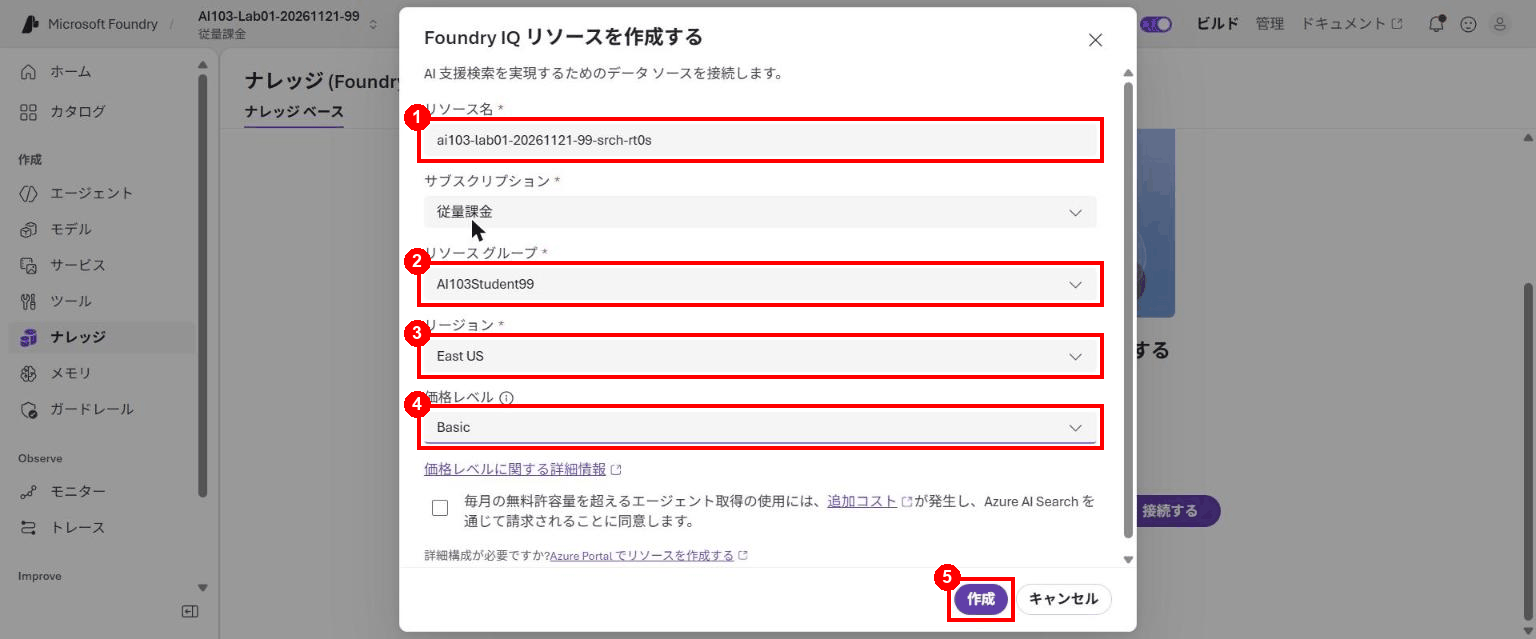 Microsoft Foundry /
AI103-Lab01-20261121-99
従量課金
ビルド
管理
ドキュメント
ホーム
カタログ
作成
エージェント
モデル
サービス
ツール
ナレッジ
メモリ
ガードレール
Observe
モニター
トレース
Improve
ナレッジ (Foundry
ナレッジ ベース
Foundry IQ リソースを作成する
AI 支援検索を実現するためのデータ ソースを接続します。
リソース名 *
1
ai103-lab01-20261121-99-srch-rt0s
サブスクリプション *
従量課金
リソース グループ *
2
AI103Student99
リージョン *
3
East US
価格レベル
4
Basic
価格レベルに関する詳細情報
毎月の無料許容量を超えるエージェント取得の使用には、追加コスト が発生し、Azure AI Search を
通じて請求されることに同意します。
詳細構成が必要ですか?Azure Portal でリソースを作成する
5
作成
キャンセル
する
接続する